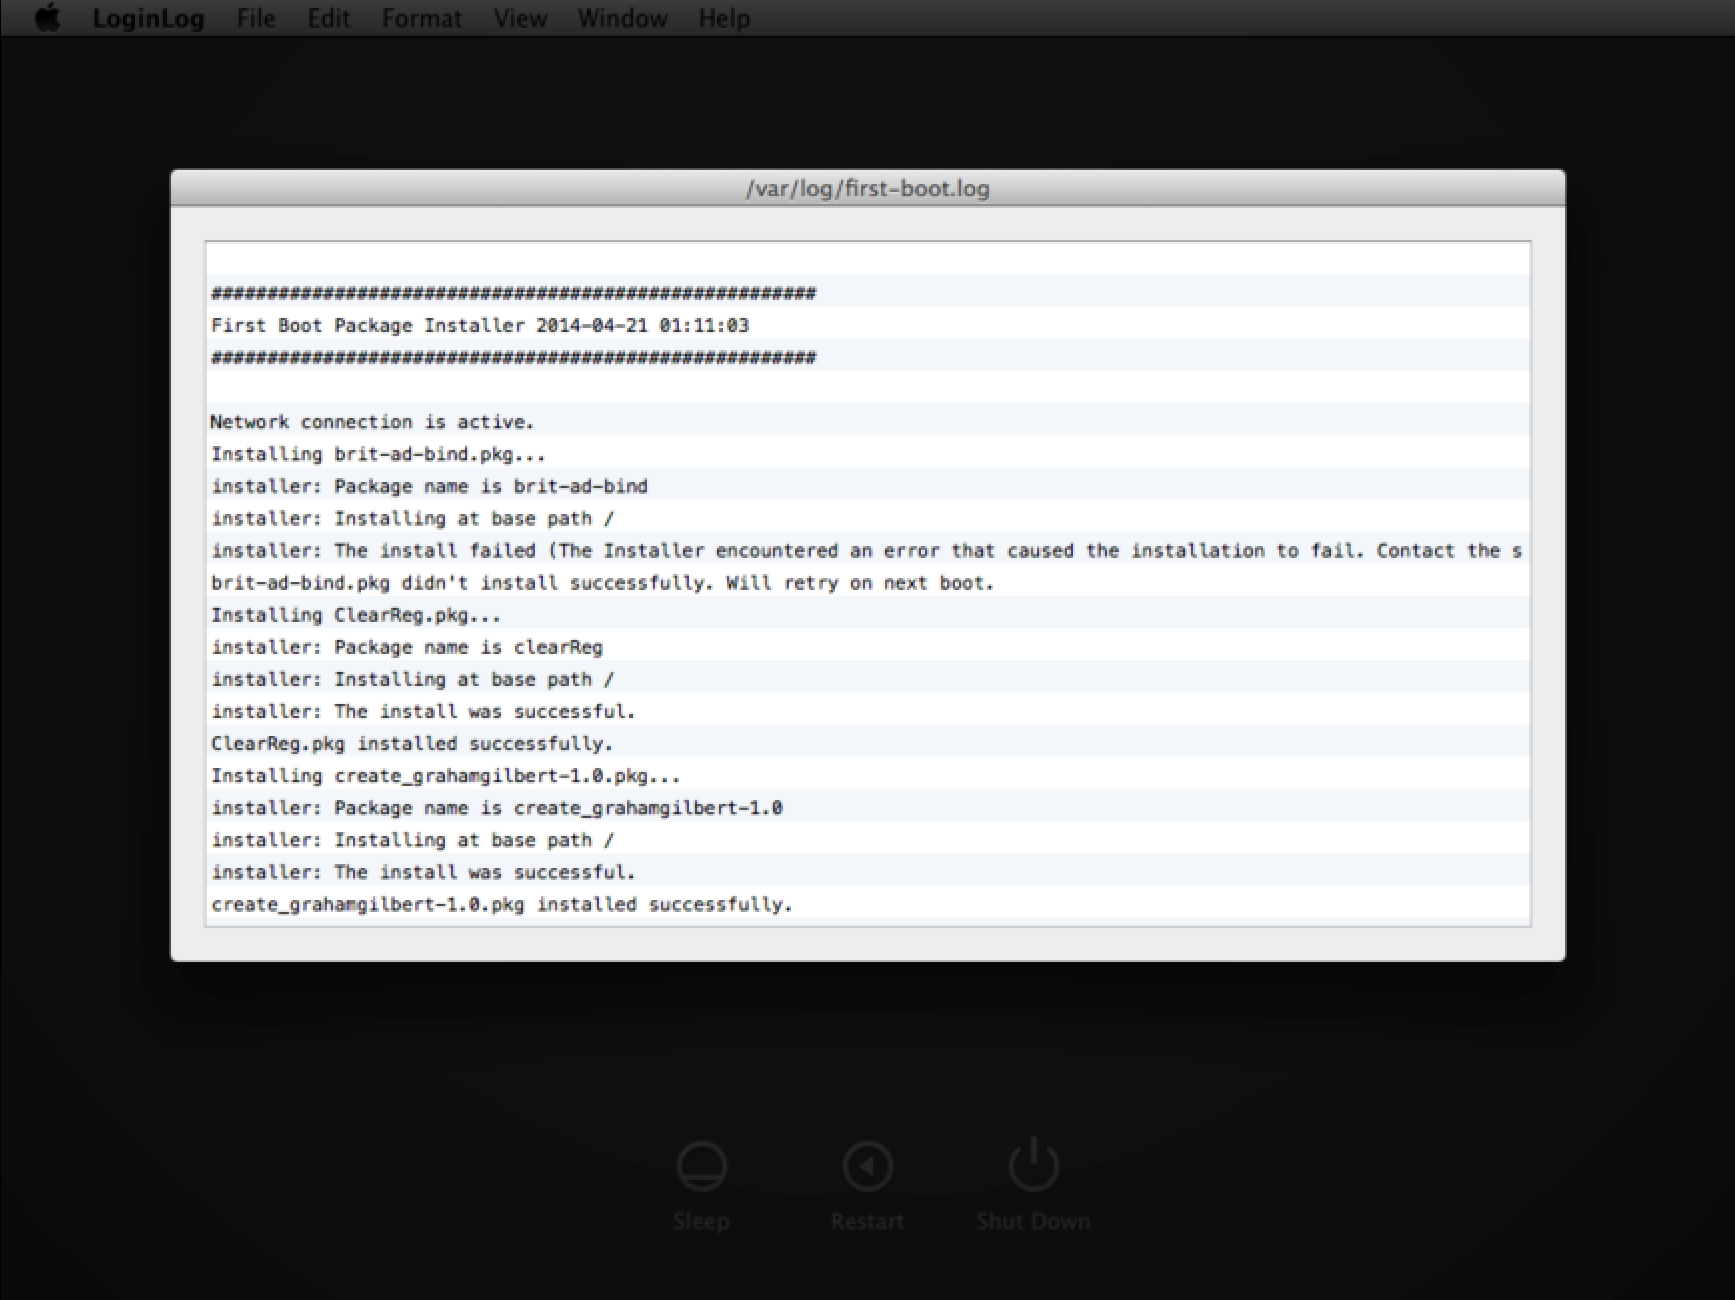 LoginLog File Edit Format View Window Help
/var/log/first-boot.log
######################################################
First Boot Package Installer 2014-04-21 01:11:03
######################################################
Network connection is active.
Installing brit-ad-bind.pkg...
installer: Package name is brit-ad-bind
installer: Installing at base path /
installer: The install failed (The Installer encountered an error that caused the installation to fail. Contact the s
brit-ad-bind.pkg didn't install successfully. Will retry on next boot.
Installing ClearReg.pkg...
installer: Package name is clearReg
installer: Installing at base path /
installer: The install was successful.
ClearReg.pkg installed successfully.
Installing create_grahamgilbert-1.0.pkg...
installer: Package name is create_grahamgilbert-1.0
installer: Installing at base path /
installer: The install was successful.
create_grahamgilbert-1.0.pkg installed successfully.
Sleep Restart Shut Down